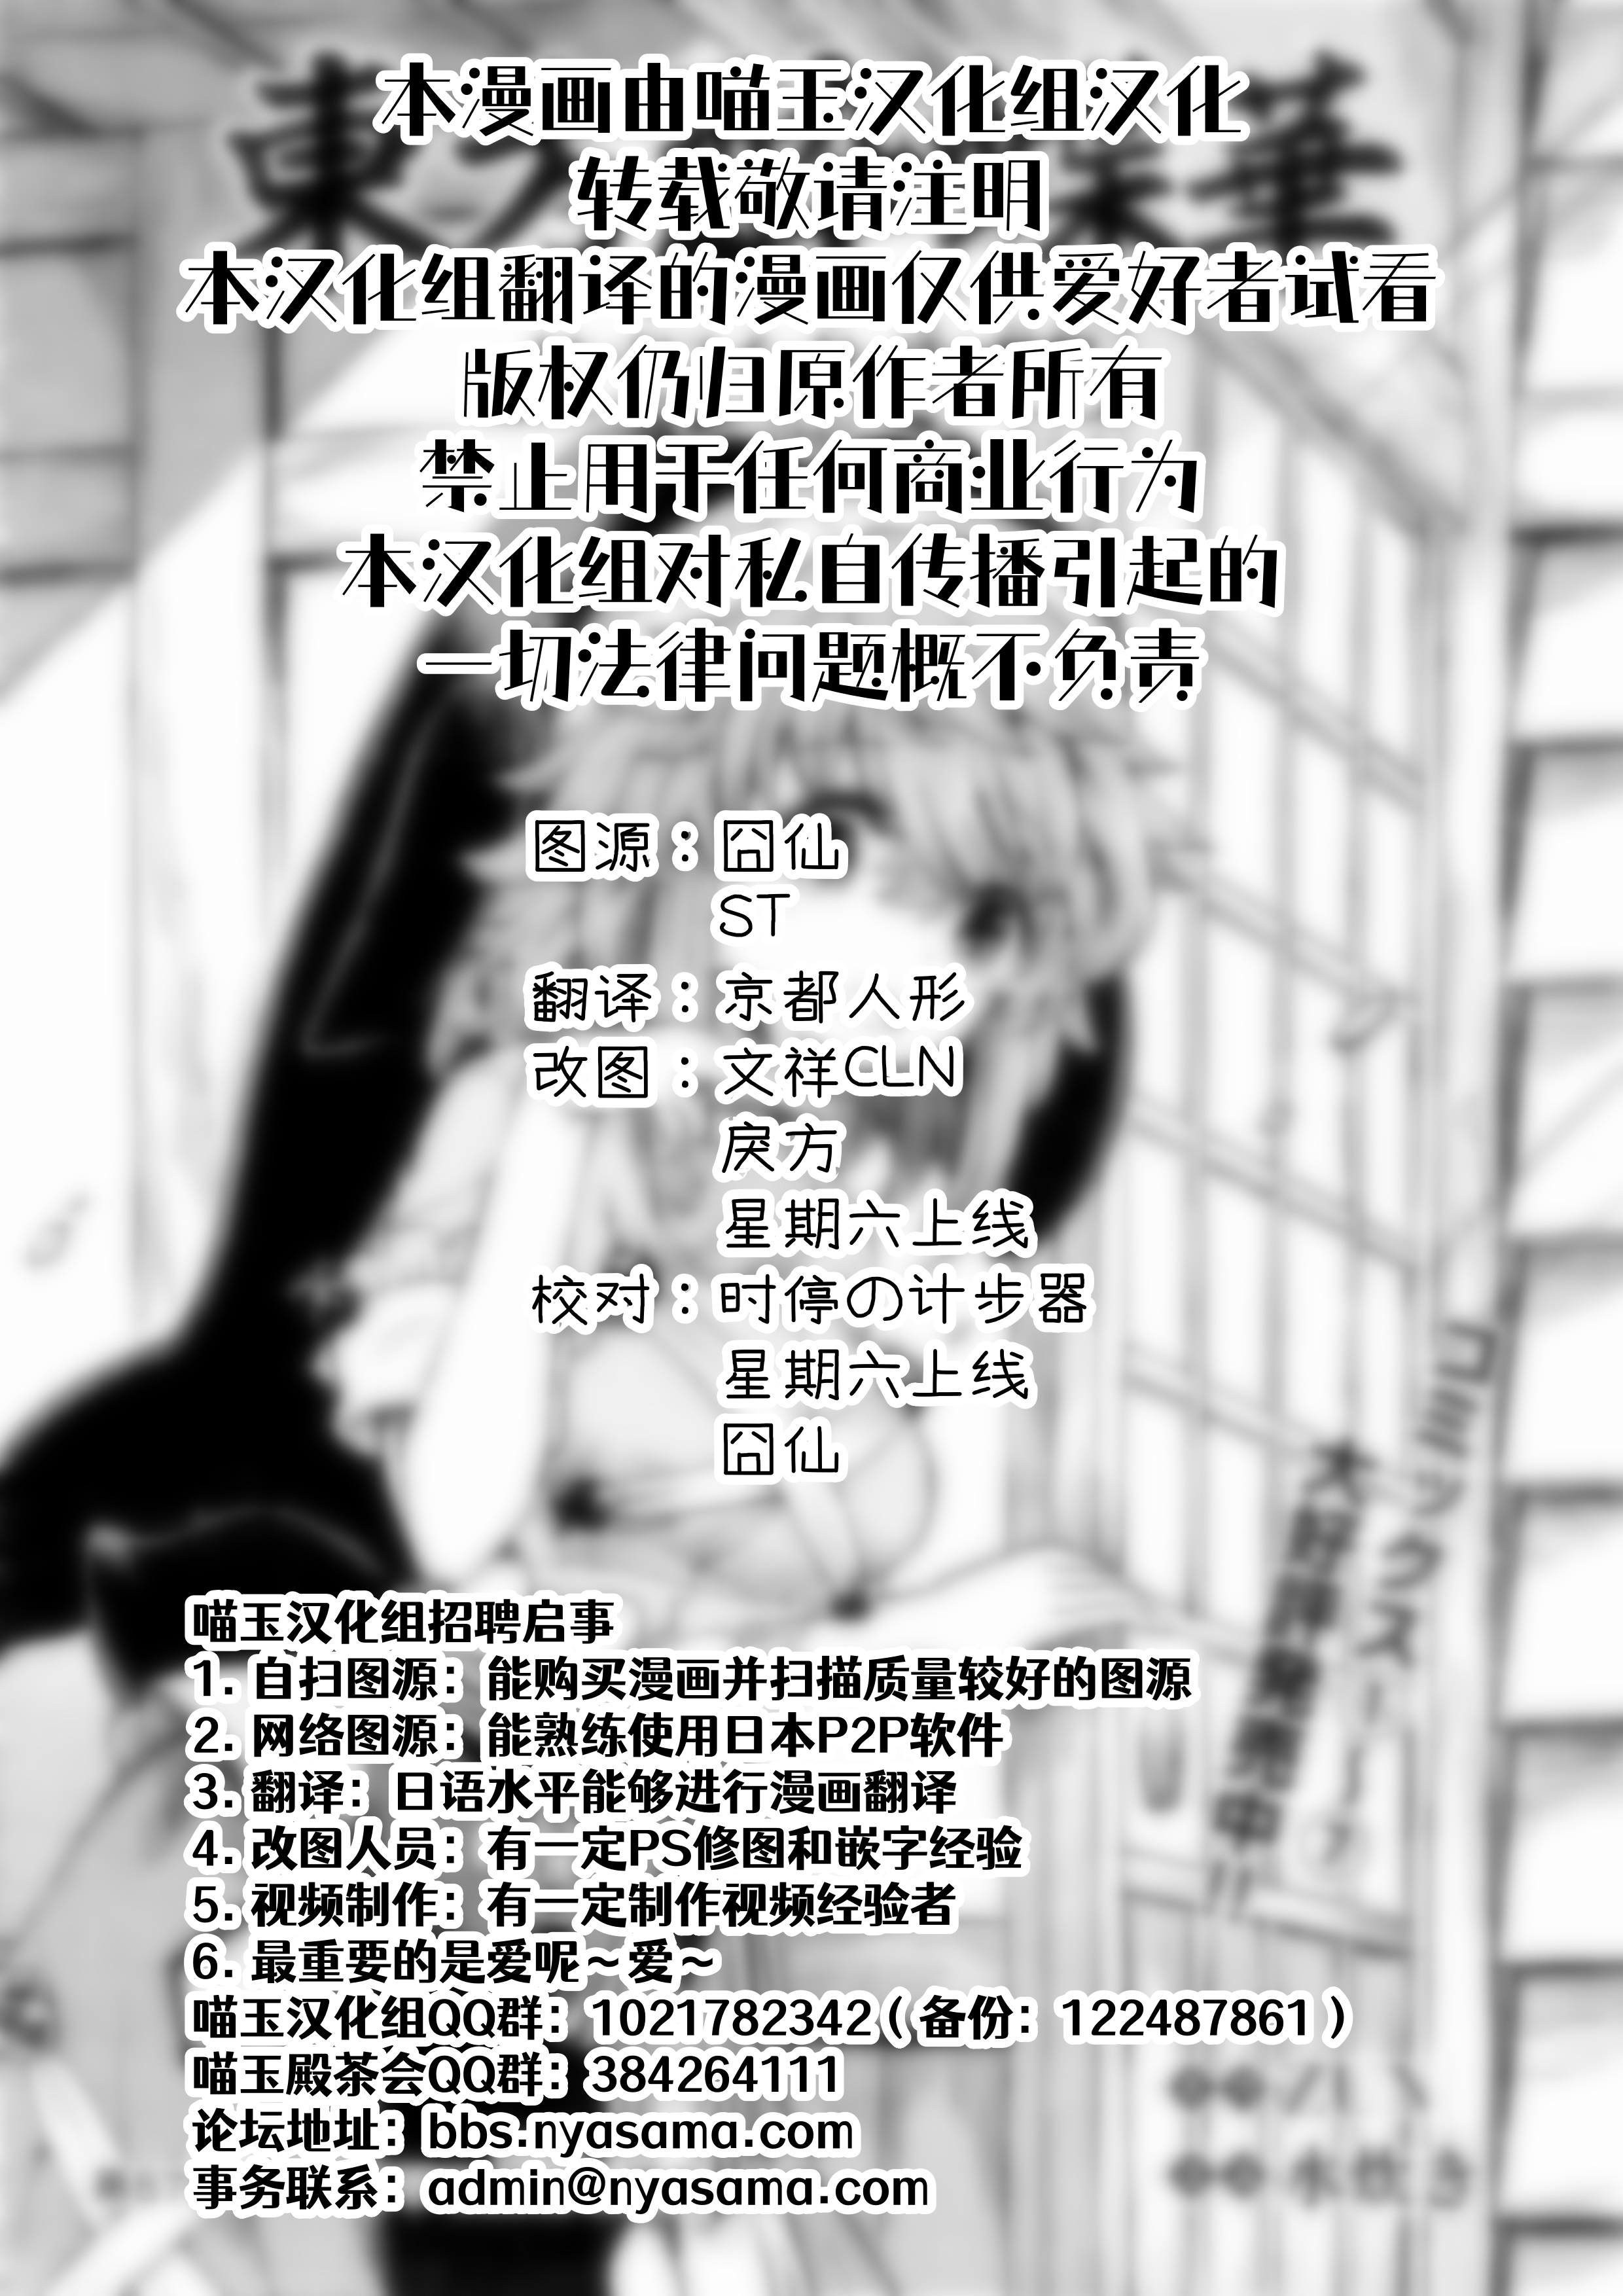 本漫画由喵玉汉化组汉化
转载敬请注明
本汉化组翻译的漫画仅供爱好者试看
版权仍归原作者所有
禁止用于任何商业行为
本汉化组对私自传播引起的
一切法律问题概不负责
图源：囧仙
ST
翻译：京都人形
改图：文祥CLN
戾方
星期六上线
校对：时停の计步器
星期六上线
囧仙
コミックス1——7
大好評発売中!!
喵玉汉化组招聘启事
1. 自扫图源：能购买漫画并扫描质量较好的图源
2. 网络图源：能熟练使用日本P2P软件
3. 翻译：日语水平能够进行漫画翻译
4. 改图人员：有一定PS修图和嵌字经验
5. 视频制作：有一定制作视频经验者
6. 最重要的是爱呢～爱～
喵玉汉化组QQ群：1021782342（备份：122487861）
喵玉殿茶会QQ群：384264111
论坛地址：bbs.nyasama.com
事务联系：admin@nyasama.com